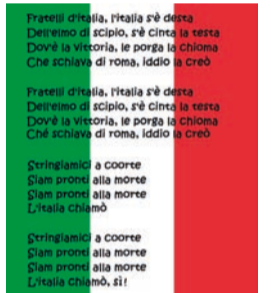 Fratelli d'italia, l'italia s'è desta
Dell'elmo di scipio, s'è cinta la testa
Dov'è la vittoria, le porga la chioma
Che schiava di roma, iddio la creò
Fratelli d'italia, l'italia s'è desta
Dell'elmo di scipio, s'è cinta la testa
Dov'è la vittoria, le porga la chioma
Ché schiava di roma, iddio la creò
Stringiamici a coorte
Siam pronti alla morte
Siam pronti alla morte
L'italia chiamò
Stringiamici a coorte
Siam pronti alla morte
Siam pronti alla morte
L'italia chiamò, sì!